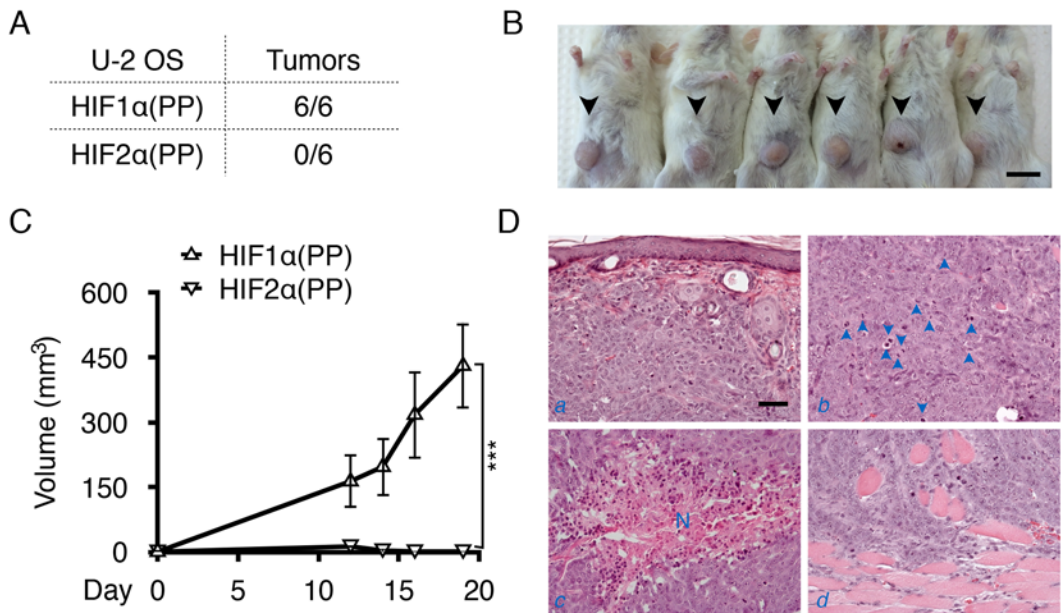 A
U-2 OS Tumors
HIF1α(PP) 6/6
HIF2α(PP) 0/6
B
C
HIF1α(PP)
HIF2α(PP)
600
450
300
150
0
Volume (mm³)
Day 0 10 15 20
***
D
a
b
c
N
d